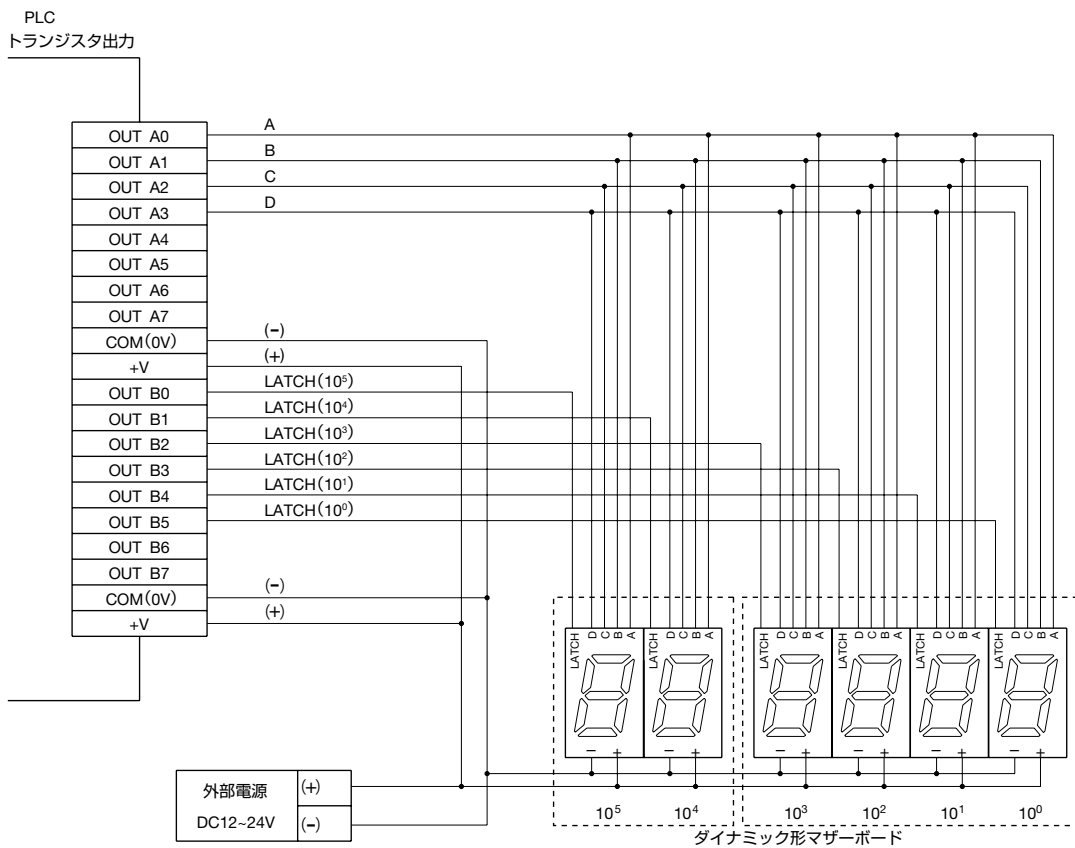 PLC
トランジスタ出力
OUT A0
OUT A1
OUT A2
OUT A3
OUT A4
OUT A5
OUT A6
OUT A7
COM(0V)
+V
OUT B0
OUT B1
OUT B2
OUT B3
OUT B4
OUT B5
OUT B6
OUT B7
COM(0V)
+V
A
B
C
D
(−)
(+)
LATCH(10⁵)
LATCH(10⁴)
LATCH(10³)
LATCH(10²)
LATCH(10¹)
LATCH(10⁰)
(−)
(+)
LATCH D C B A
LATCH D C B A
LATCH D C B A
LATCH D C B A
LATCH D C B A
LATCH D C B A
− +
− +
− +
− +
− +
− +
10⁵ 10⁴ 10³ 10² 10¹ 10⁰
ダイナミック形マザーボード
外部電源
DC12~24V
(+)
(−)